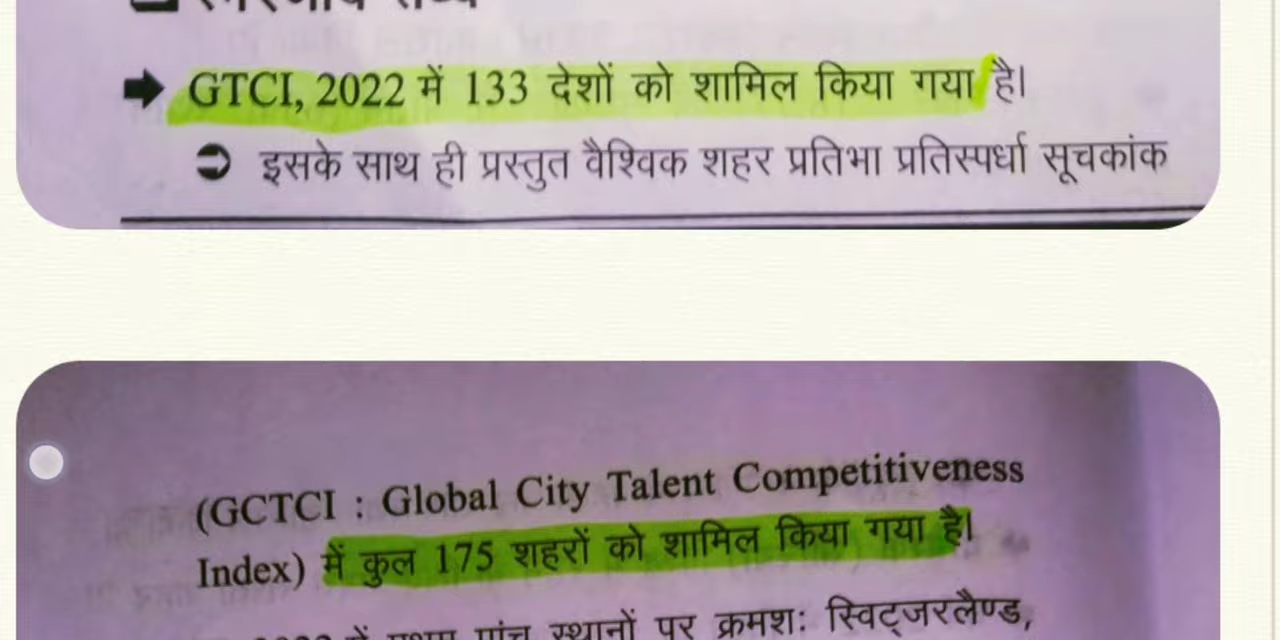 GTCI, 2022 में 133 देशों को शामिल किया गया है।
इसके साथ ही प्रस्तुत वैश्विक शहर प्रतिभा प्रतिस्पर्धा सूचकांक
(GCTCI : Global City Talent Competitiveness
Index) में कुल 175 शहरों को शामिल किया गया है।
में प्रथम पांच स्थानों पर क्रमशः स्विट्जरलैण्ड,